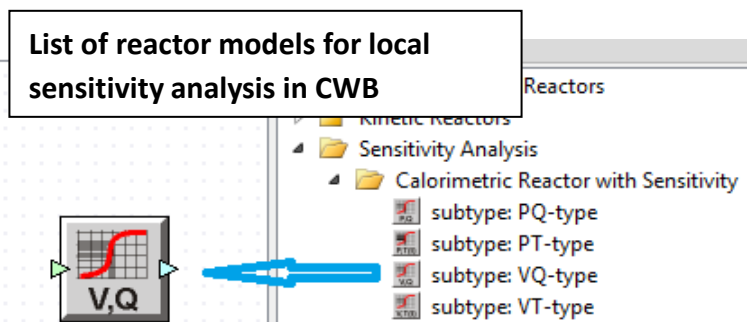 List of reactor models for local
sensitivity analysis in CWB
Reactors
Kinetic Reactors
Sensitivity Analysis
Calorimetric Reactor with Sensitivity
subtype: PQ-type
subtype: PT-type
subtype: VQ-type
subtype: VT-type
V,Q